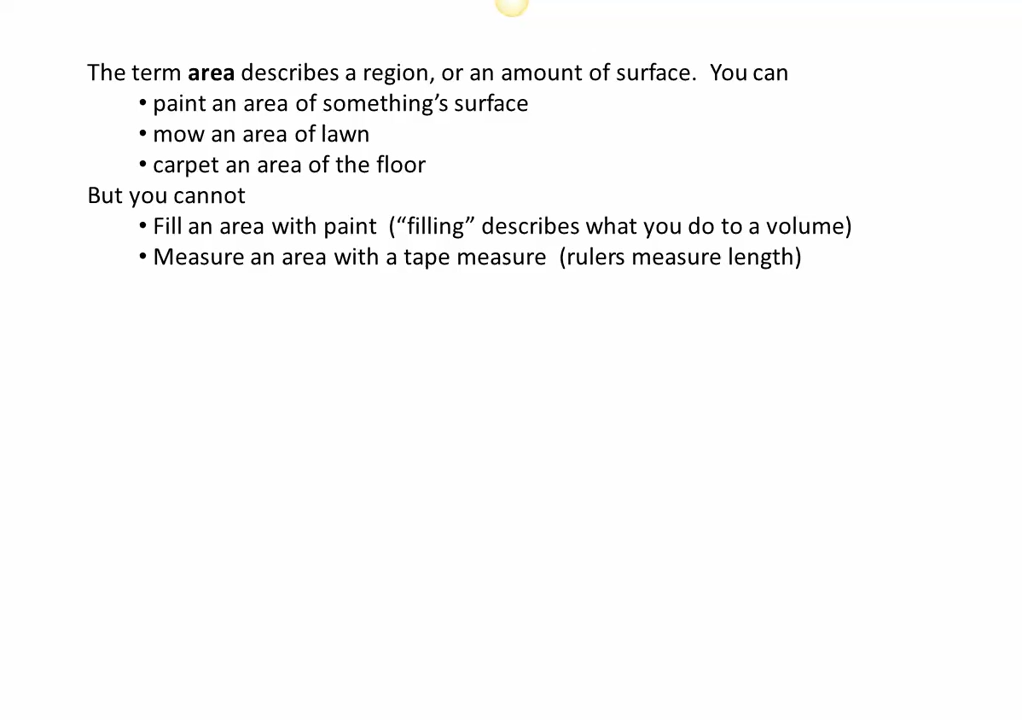 The term area describes a region, or an amount of surface.  You can
• paint an area of something’s surface
• mow an area of lawn
• carpet an area of the floor
But you cannot
• Fill an area with paint  (“filling” describes what you do to a volume)
• Measure an area with a tape measure  (rulers measure length)